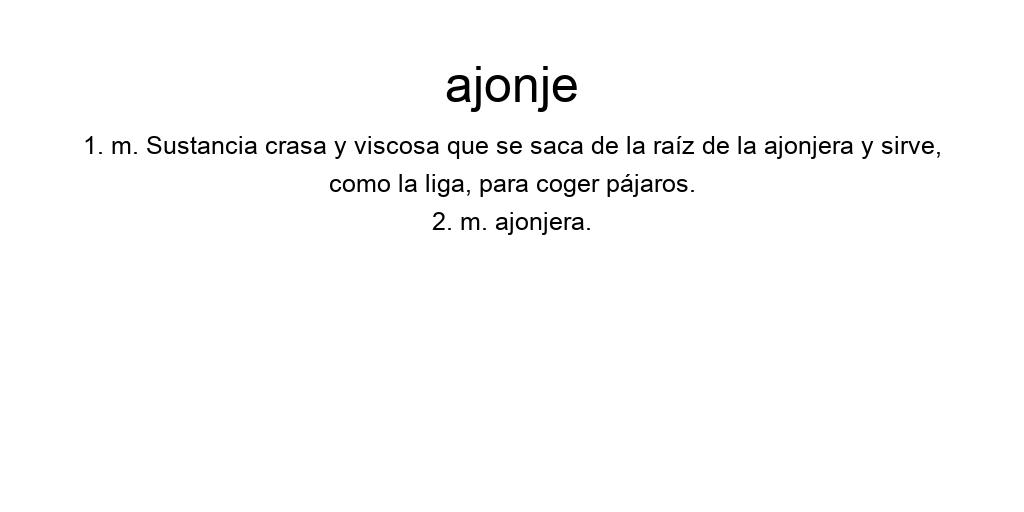 ajonje
1. m. Sustancia crasa y viscosa que se saca de la raíz de la ajonjera y sirve,
como la liga, para coger pájaros.
2. m. ajonjera.